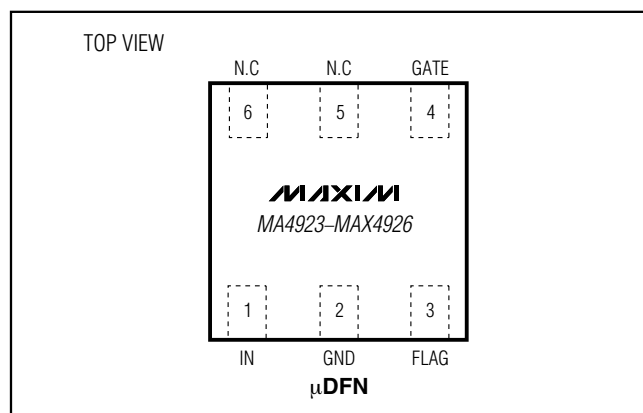 TOP VIEW
N.C N.C GATE
6 5 4
MAXIM
MA4923–MAX4926
1 2 3
IN GND FLAG
μDFN